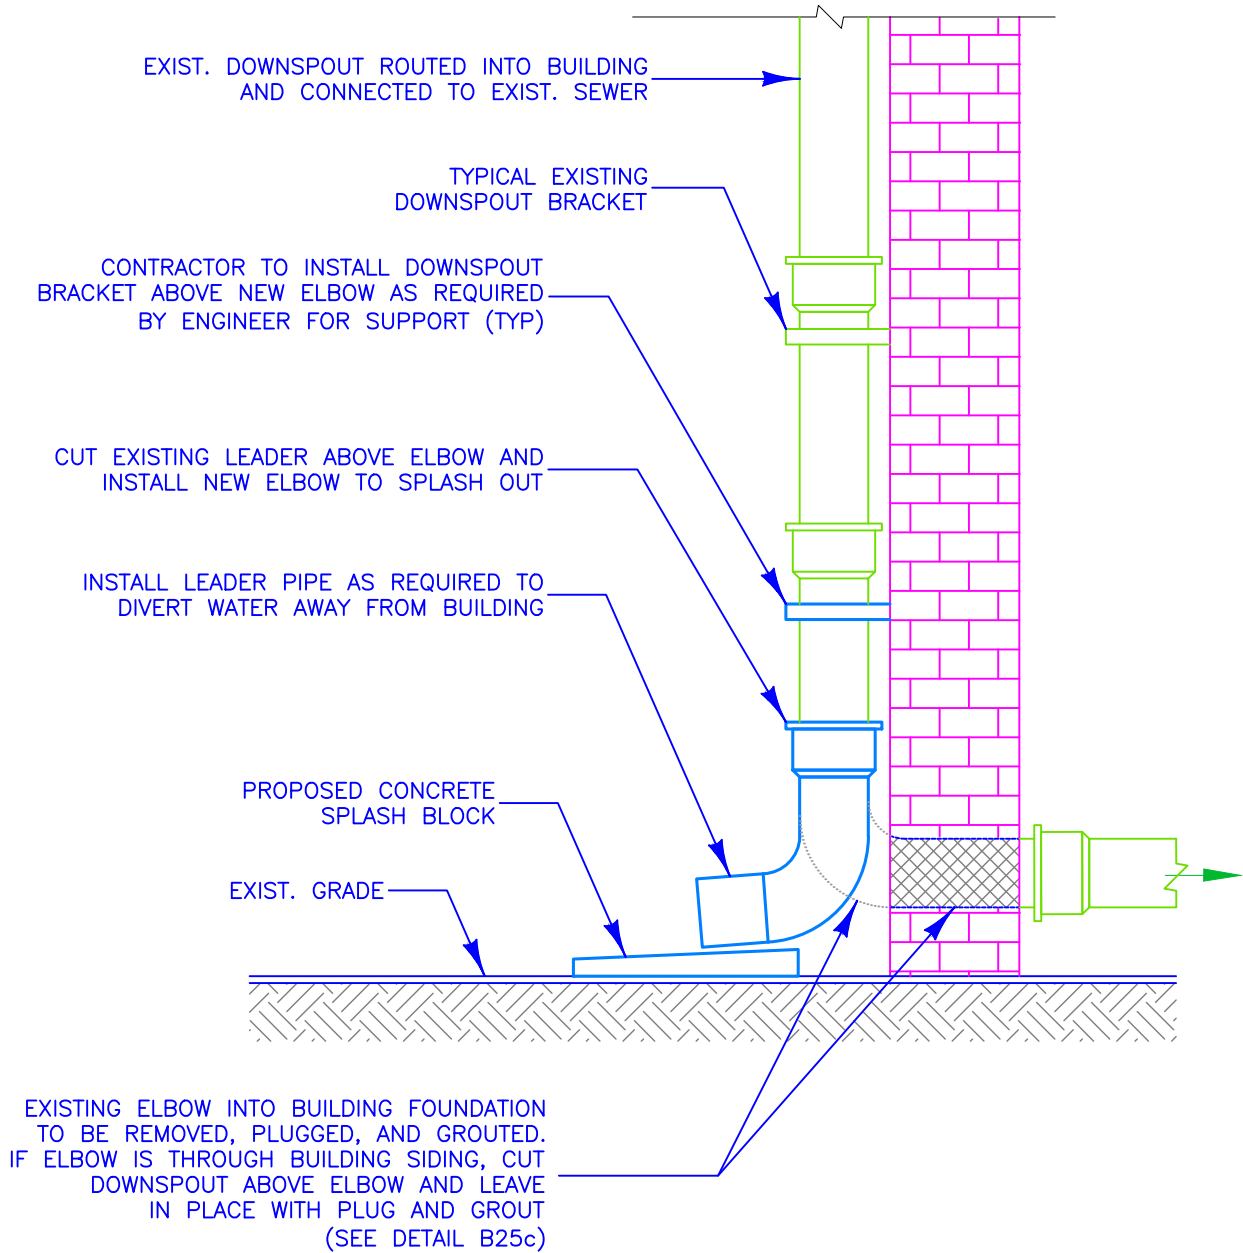 EXIST. DOWNSPOUT ROUTED INTO BUILDING
AND CONNECTED TO EXIST. SEWER
TYPICAL EXISTING
DOWNSPOUT BRACKET
CONTRACTOR TO INSTALL DOWNSPOUT
BRACKET ABOVE NEW ELBOW AS REQUIRED
BY ENGINEER FOR SUPPORT (TYP)
CUT EXISTING LEADER ABOVE ELBOW AND
INSTALL NEW ELBOW TO SPLASH OUT
INSTALL LEADER PIPE AS REQUIRED TO
DIVERT WATER AWAY FROM BUILDING
PROPOSED CONCRETE
SPLASH BLOCK
EXIST. GRADE
EXISTING ELBOW INTO BUILDING FOUNDATION
TO BE REMOVED, PLUGGED, AND GROUTED.
IF ELBOW IS THROUGH BUILDING SIDING, CUT
DOWNSPOUT ABOVE ELBOW AND LEAVE
IN PLACE WITH PLUG AND GROUT
(SEE DETAIL B25c)